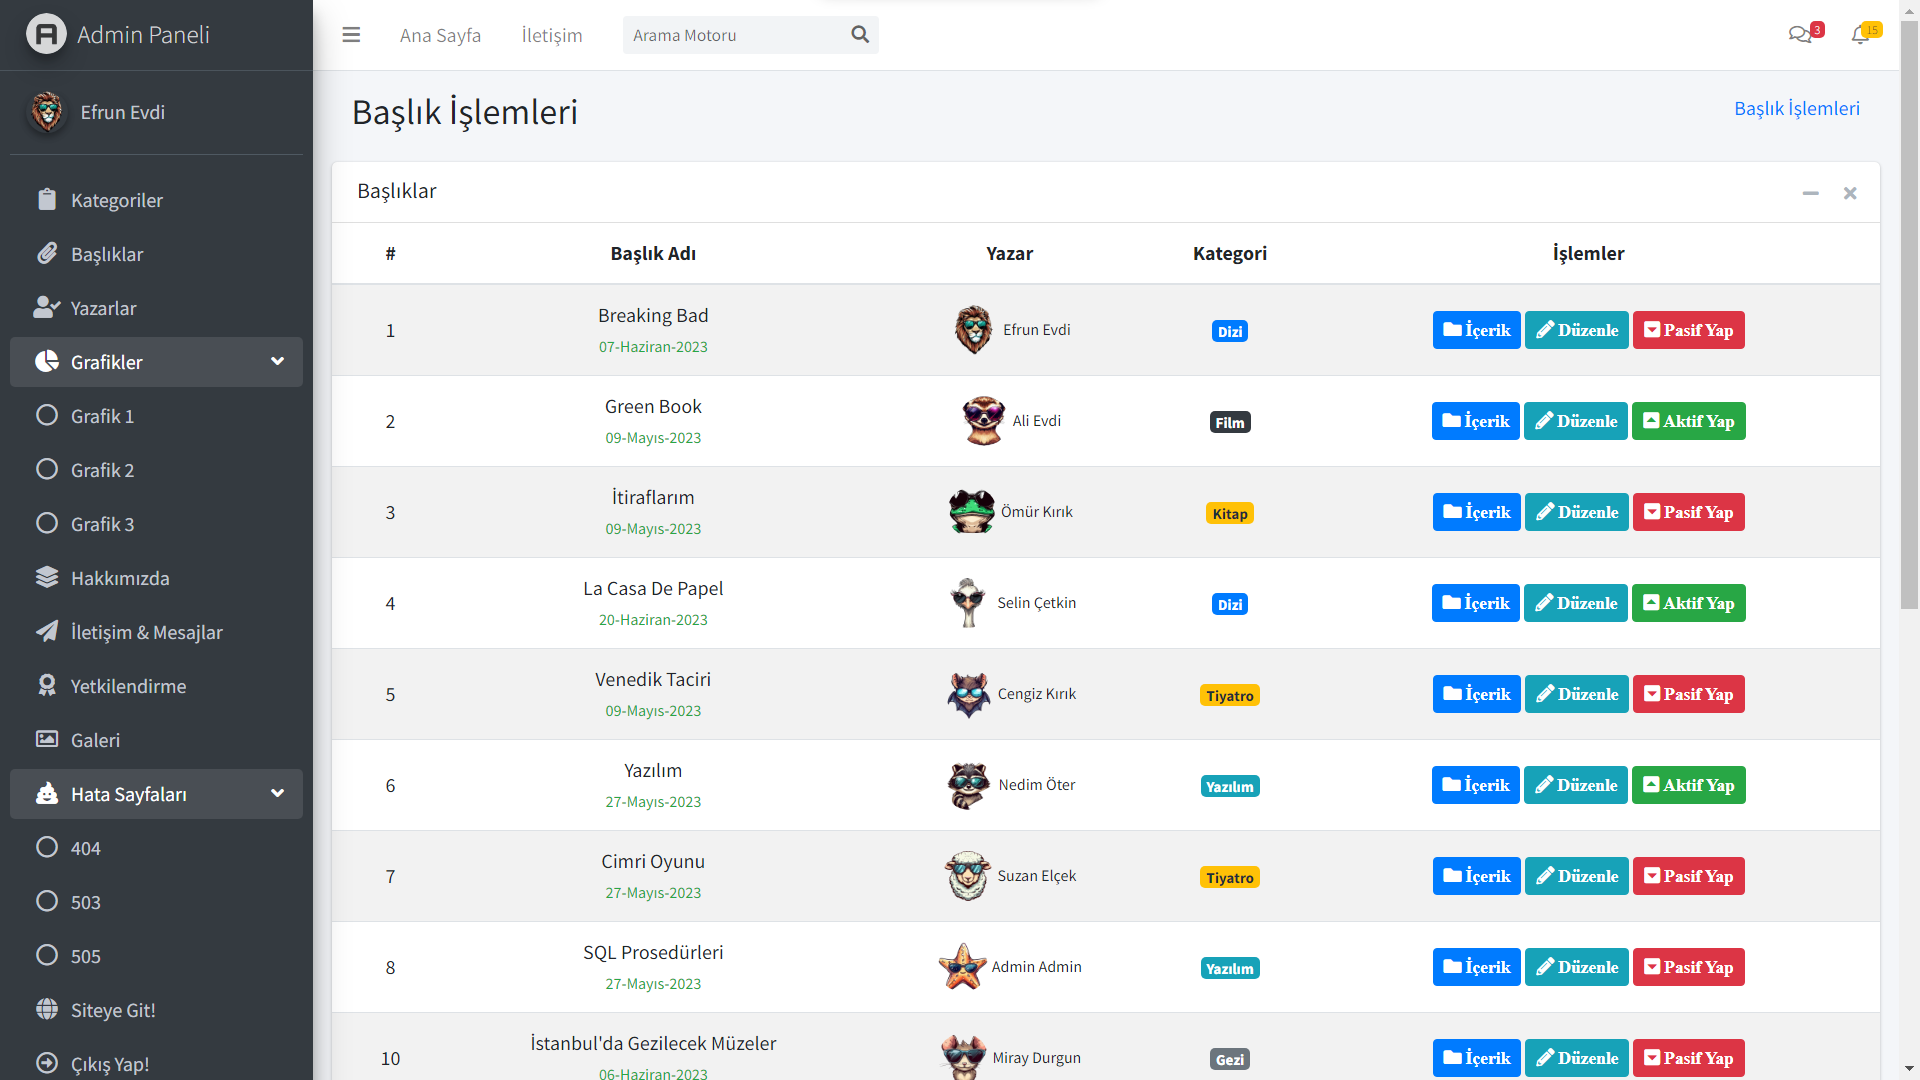 Admin Paneli
Ana Sayfa
İletişim
Arama Motoru
3
15
Efrun Evdi
Kategoriler
Başlıklar
Yazarlar
Grafikler
Grafik 1
Grafik 2
Grafik 3
Hakkımızda
İletişim & Mesajlar
Yetkilendirme
Galeri
Hata Sayfaları
404
503
505
Siteye Git!
Çıkış Yap!
Başlık İşlemleri
Başlık İşlemleri
Başlıklar
# Başlık Adı Yazar Kategori İşlemler
1 Breaking Bad Efrun Evdi Dizi İçerik Düzenle Pasif Yap
07-Haziran-2023
2 Green Book Ali Evdi Film İçerik Düzenle Aktif Yap
09-Mayıs-2023
3 İtiraflarım Ömür Kırık Kitap İçerik Düzenle Pasif Yap
09-Mayıs-2023
4 La Casa De Papel Selin Çetkin Dizi İçerik Düzenle Aktif Yap
20-Haziran-2023
5 Venedik Taciri Cengiz Kırık Tiyatro İçerik Düzenle Pasif Yap
09-Mayıs-2023
6 Yazılım Nedim Öter Yazılım İçerik Düzenle Aktif Yap
27-Mayıs-2023
7 Cimri Oyunu Suzan Elçek Tiyatro İçerik Düzenle Pasif Yap
27-Mayıs-2023
8 SQL Prosedürleri Admin Admin Yazılım İçerik Düzenle Pasif Yap
27-Mayıs-2023
10 İstanbul'da Gezilecek Müzeler Miray Durgun Gezi İçerik Düzenle Pasif Yap
06-Haziran-2023